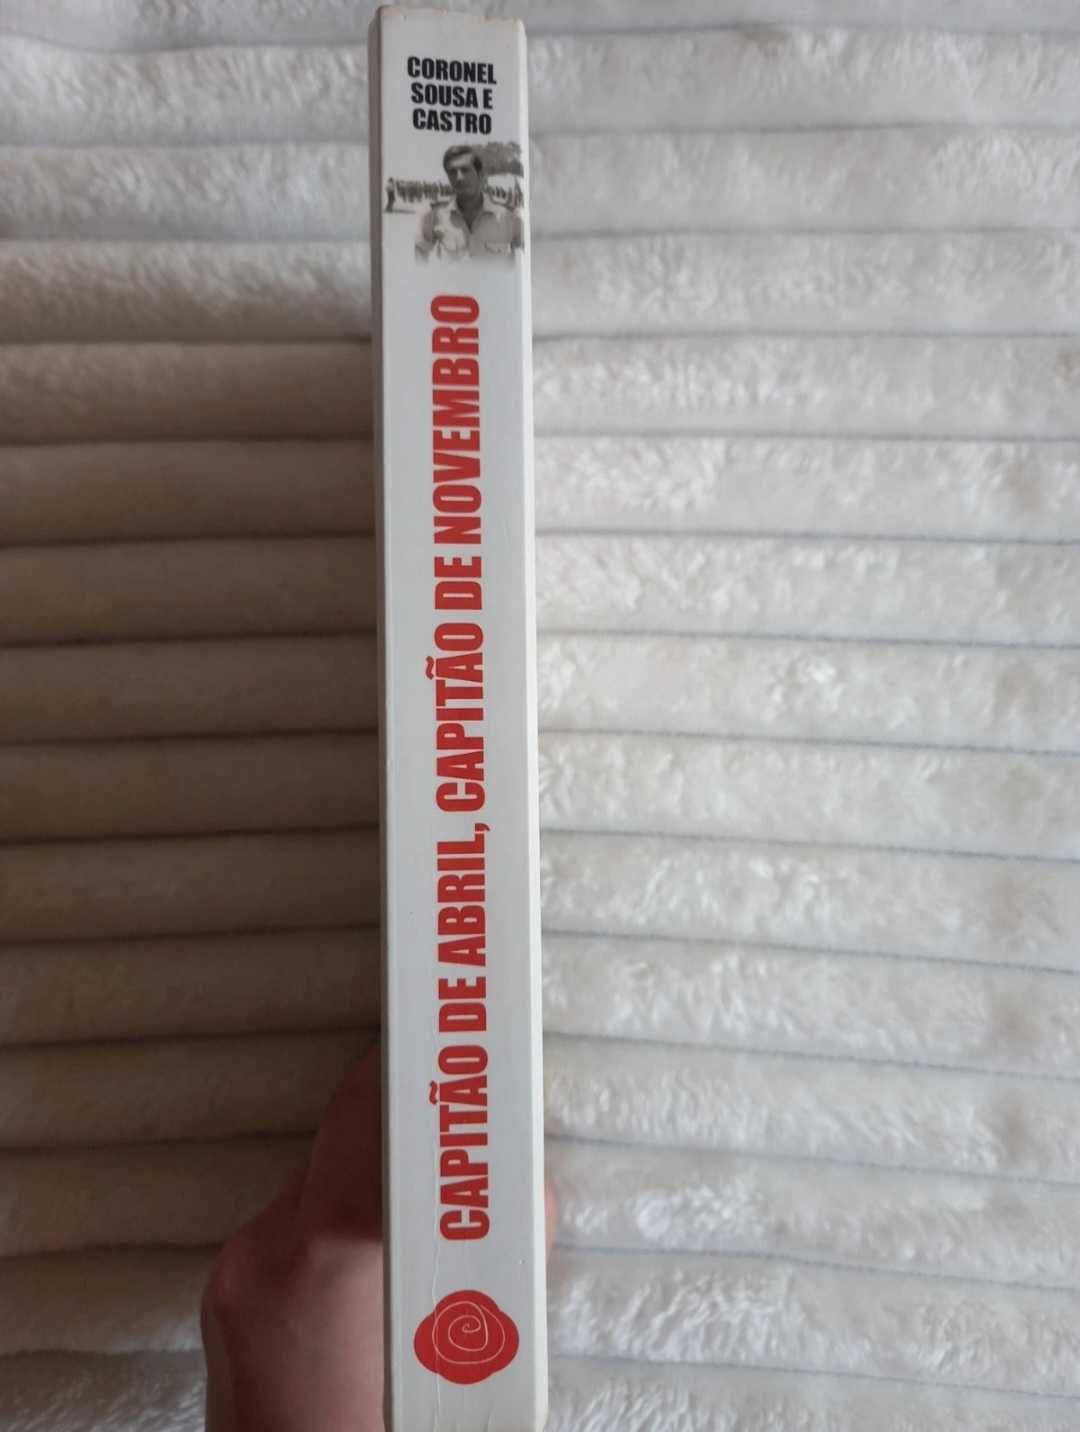 CORONEL
SOUSA E
CASTRO
CAPITÃO DE ABRIL, CAPITÃO DE NOVEMBRO